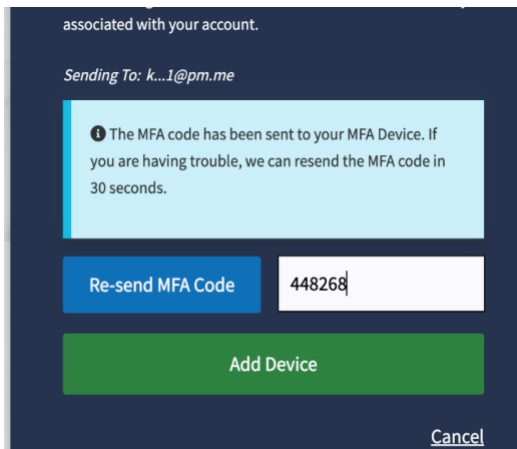 associated with your account.
Sending To: k...1@pm.me
The MFA code has been sent to your MFA Device. If
you are having trouble, we can resend the MFA code in
30 seconds.
Re-send MFA Code
448268
Add Device
Cancel